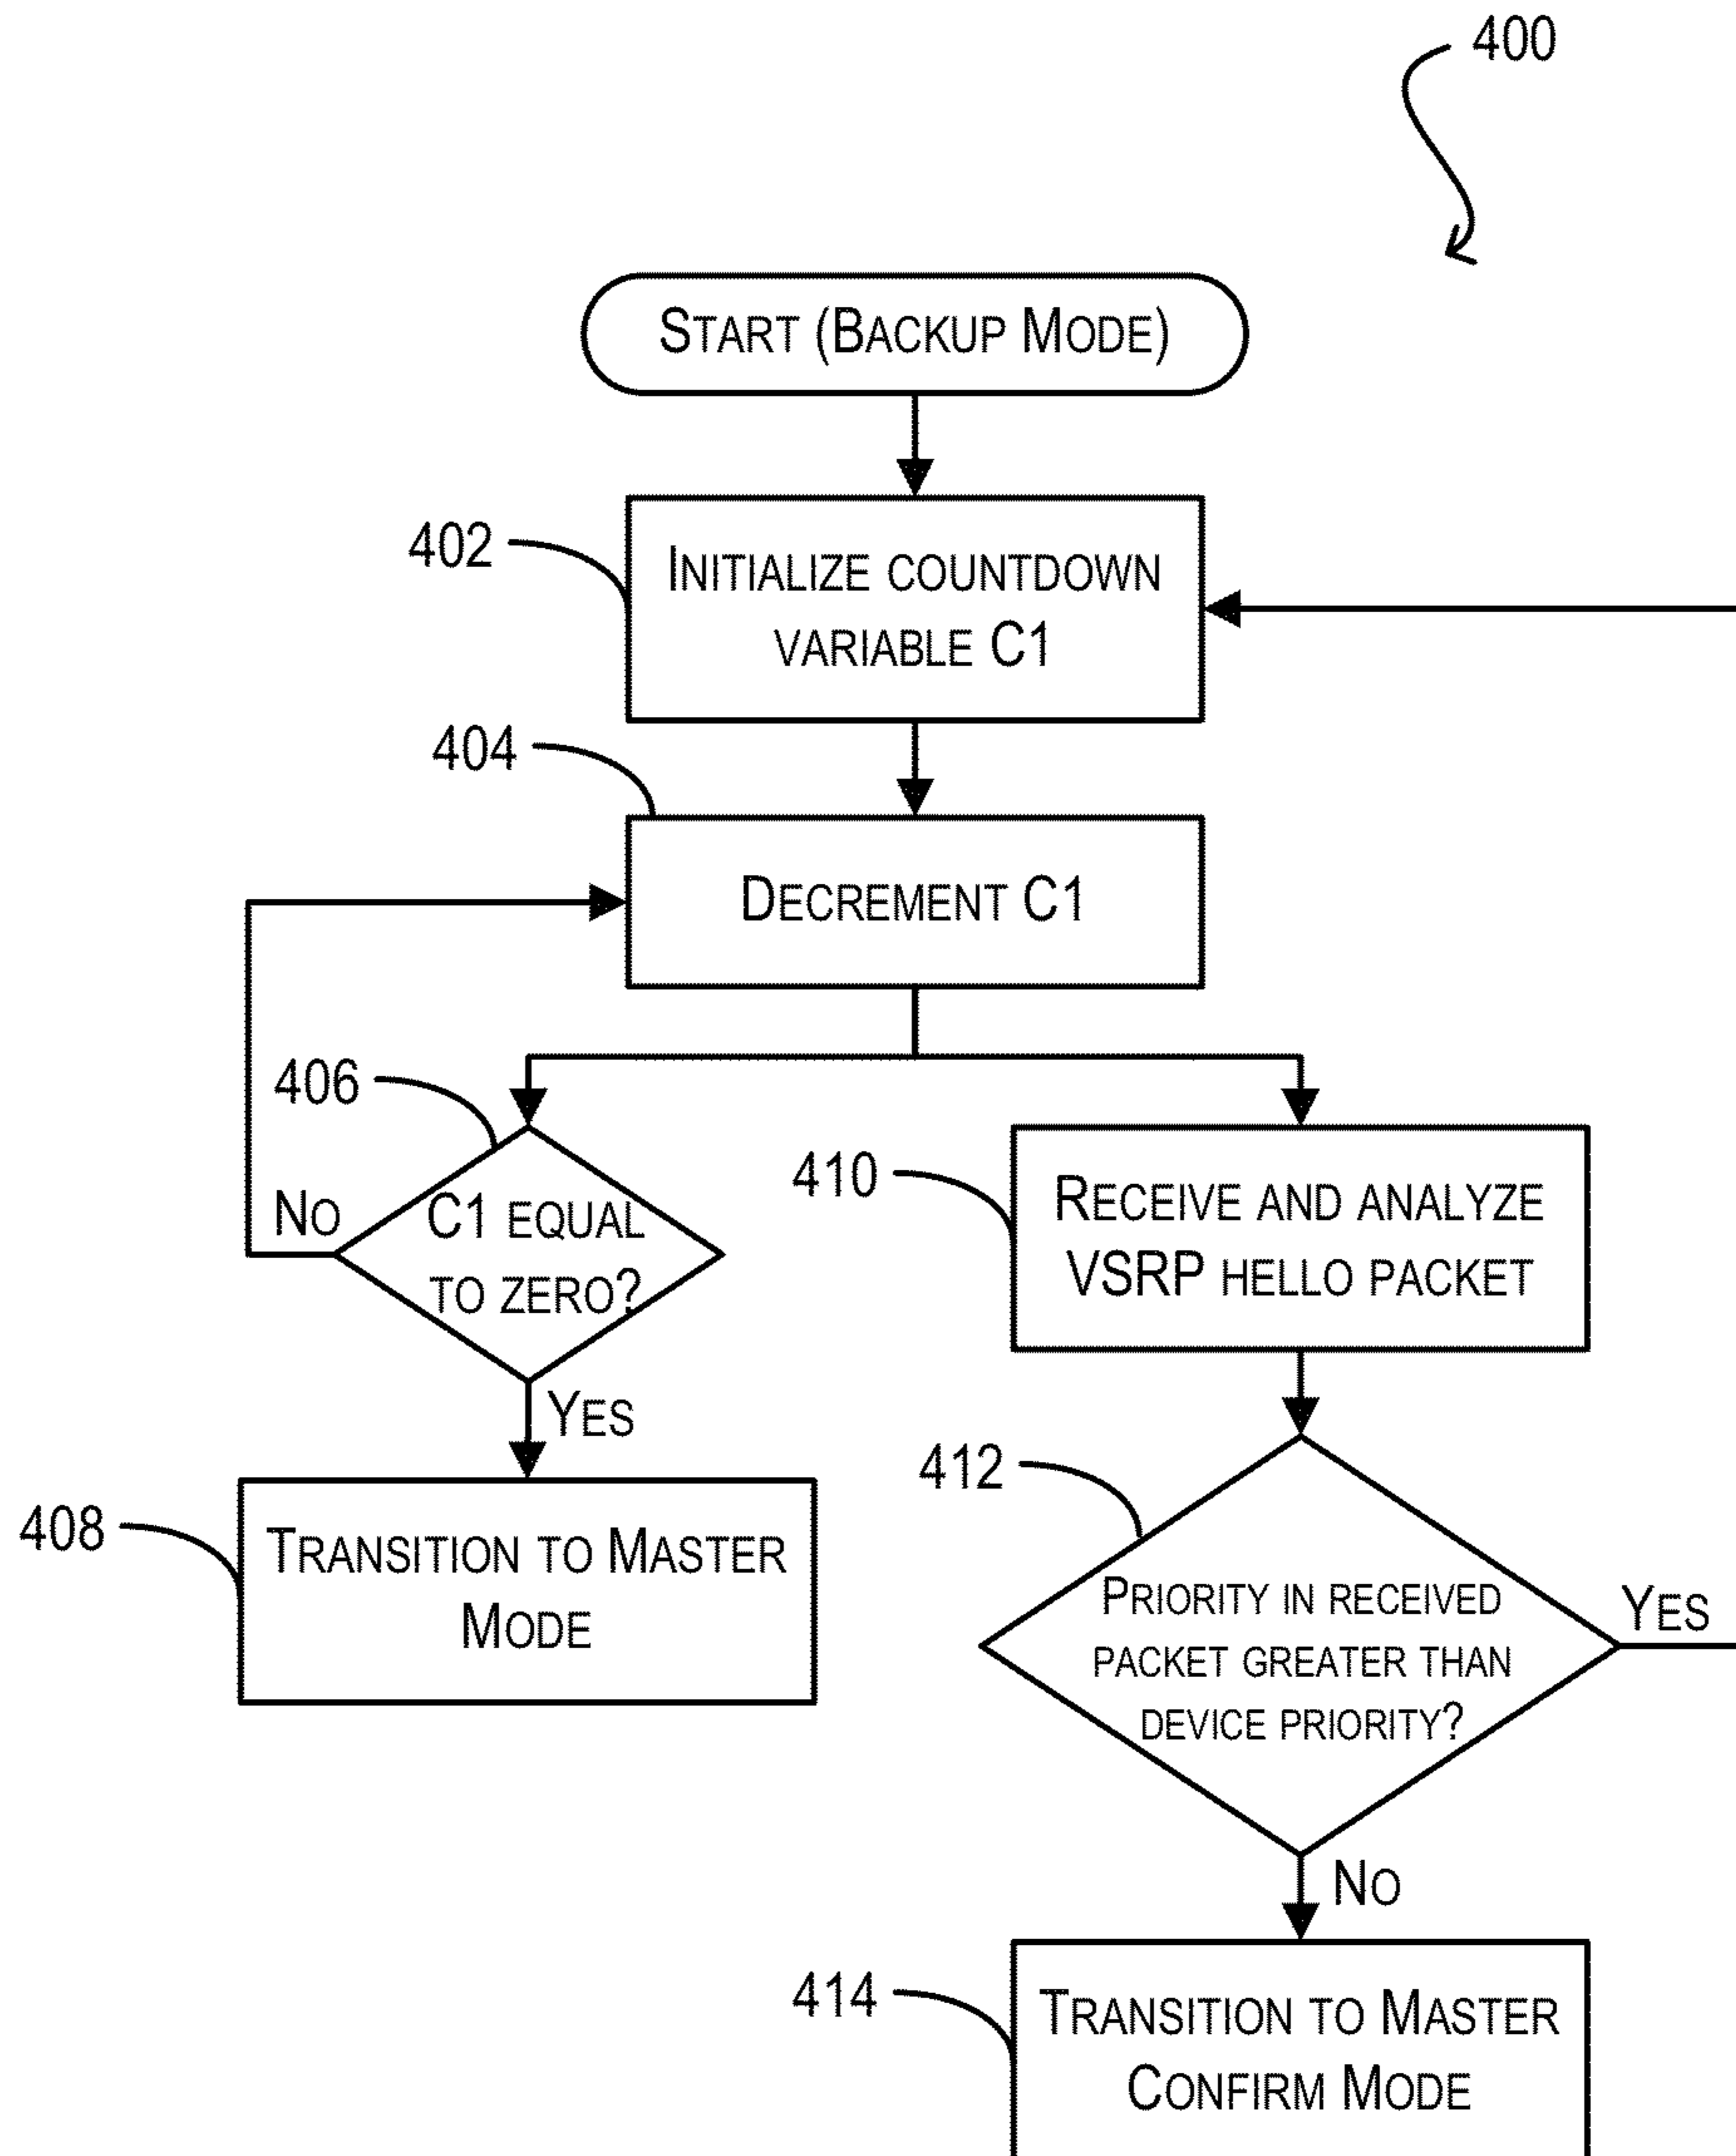 400
START (BACKUP MODE)
402
INITIALIZE COUNTDOWN
VARIABLE C1
404
DECREMENT C1
406
NO
C1 EQUAL
TO ZERO?
YES
408
TRANSITION TO MASTER
MODE
410
RECEIVE AND ANALYZE
VSRP HELLO PACKET
412
PRIORITY IN RECEIVED
PACKET GREATER THAN
DEVICE PRIORITY?
YES
NO
414
TRANSITION TO MASTER
CONFIRM MODE